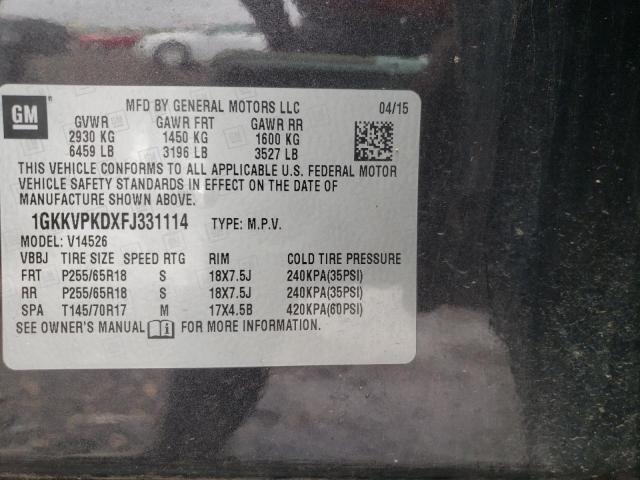 GM
MFD BY GENERAL MOTORS LLC 04/15
GVWR GAWR FRT GAWR RR
2930 KG 1450 KG 1600 KG
6459 LB 3196 LB 3527 LB
THIS VEHICLE CONFORMS TO ALL APPLICABLE U.S. FEDERAL MOTOR
VEHICLE SAFETY STANDARDS IN EFFECT ON THE DATE OF
MANUFACTURE SHOWN ABOVE.
1GKKVPKDXFJ331114 TYPE: M.P.V.
MODEL: V14526
VBBJ TIRE SIZE SPEED RTG RIM COLD TIRE PRESSURE
FRT P255/65R18 S 18X7.5J 240KPA(35PSI)
RR P255/65R18 S 18X7.5J 240KPA(35PSI)
SPA T145/70R17 M 17X4.5B 420KPA(60PSI)
SEE OWNER'S MANUAL FOR MORE INFORMATION.